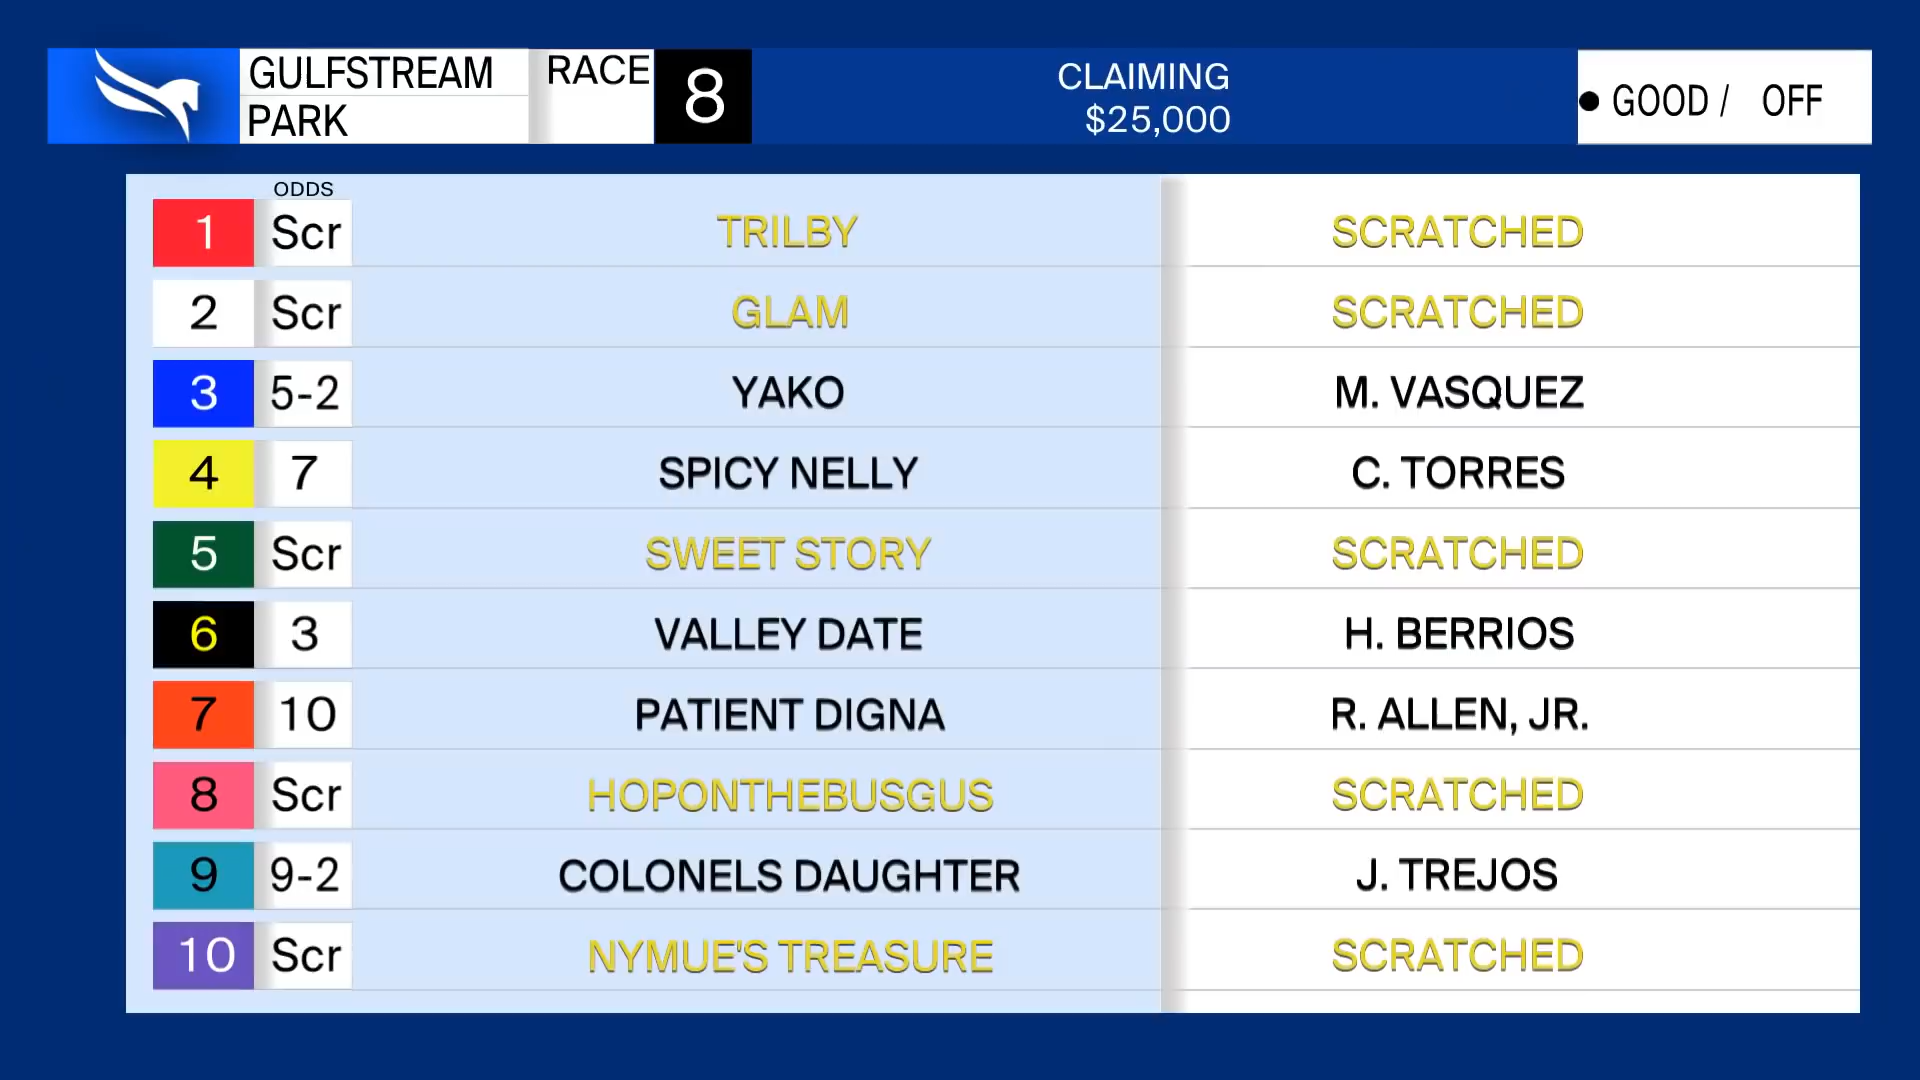 GULFSTREAM
PARK
RACE
8
CLAIMING
$25,000
● GOOD / OFF
ODDS
1 Scr TRILBY SCRATCHED
2 Scr GLAM SCRATCHED
3 5-2 YAKO M. VASQUEZ
4 7 SPICY NELLY C. TORRES
5 Scr SWEET STORY SCRATCHED
6 3 VALLEY DATE H. BERRIOS
7 10 PATIENT DIGNA R. ALLEN, JR.
8 Scr HOPONTHEBUSGUS SCRATCHED
9 9-2 COLONELS DAUGHTER J. TREJOS
10 Scr NYMUE'S TREASURE SCRATCHED